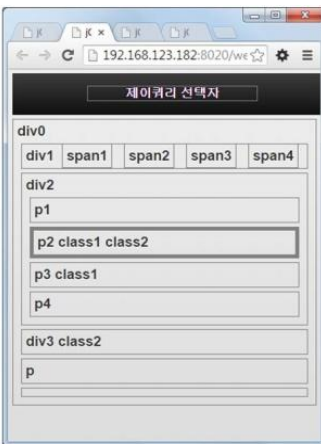 jC
jC ×
jC
jC
192.168.123.182:8020/we
제이쿼리 선택자
div0
div1 span1 span2 span3 span4
div2
p1
p2 class1 class2
p3 class1
p4
div3 class2
p